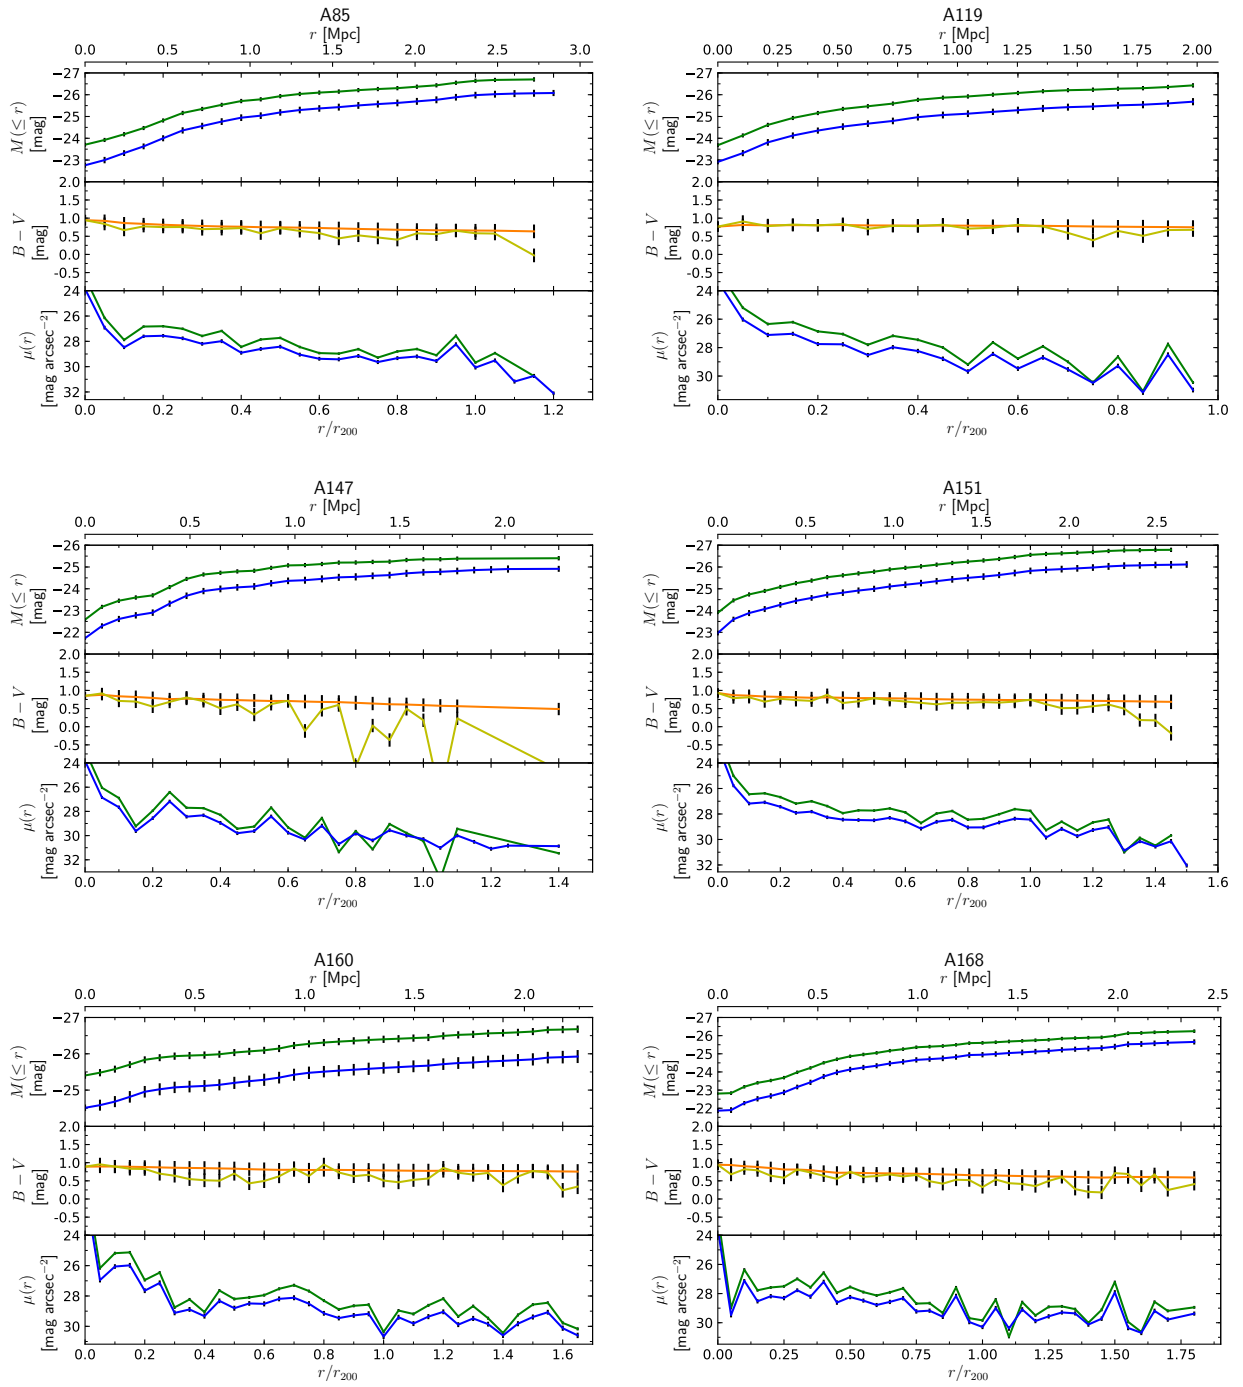 A85
r [Mpc]
0.0 0.5 1.0 1.5 2.0 2.5 3.0
−27
−26
−25
−24
−23
M(≤ r)
[mag]
2.0
1.5
1.0
0.5
0.0
-0.5
B − V
[mag]
24
26
28
30
32
μ(r)
[mag arcsec⁻²]
0.0 0.2 0.4 0.6 0.8 1.0 1.2
r/r₂₀₀
A119
r [Mpc]
0.00 0.25 0.50 0.75 1.00 1.25 1.50 1.75 2.00
−27
−26
−25
−24
−23
M(≤ r)
[mag]
2.0
1.5
1.0
0.5
0.0
-0.5
B − V
[mag]
24
26
28
30
μ(r)
[mag arcsec⁻²]
0.0 0.2 0.4 0.6 0.8 1.0
r/r₂₀₀
A147
r [Mpc]
0.0 0.5 1.0 1.5 2.0
−26
−25
−24
−23
−22
M(≤ r)
[mag]
2.0
1.5
1.0
0.5
0.0
-0.5
B − V
[mag]
24
26
28
30
32
μ(r)
[mag arcsec⁻²]
0.0 0.2 0.4 0.6 0.8 1.0 1.2 1.4
r/r₂₀₀
A151
r [Mpc]
0.0 0.5 1.0 1.5 2.0 2.5
−27
−26
−25
−24
−23
M(≤ r)
[mag]
2.0
1.5
1.0
0.5
0.0
-0.5
B − V
[mag]
24
26
28
30
32
μ(r)
[mag arcsec⁻²]
0.0 0.2 0.4 0.6 0.8 1.0 1.2 1.4 1.6
r/r₂₀₀
A160
r [Mpc]
0.0 0.5 1.0 1.5 2.0
−27
−26
−25
M(≤ r)
[mag]
2.0
1.5
1.0
0.5
0.0
-0.5
B − V
[mag]
24
26
28
30
μ(r)
[mag arcsec⁻²]
0.0 0.2 0.4 0.6 0.8 1.0 1.2 1.4 1.6
r/r₂₀₀
A168
r [Mpc]
0.0 0.5 1.0 1.5 2.0 2.5
−27
−26
−25
−24
−23
−22
M(≤ r)
[mag]
2.0
1.5
1.0
0.5
0.0
-0.5
B − V
[mag]
24
26
28
30
μ(r)
[mag arcsec⁻²]
0.00 0.25 0.50 0.75 1.00 1.25 1.50 1.75
r/r₂₀₀